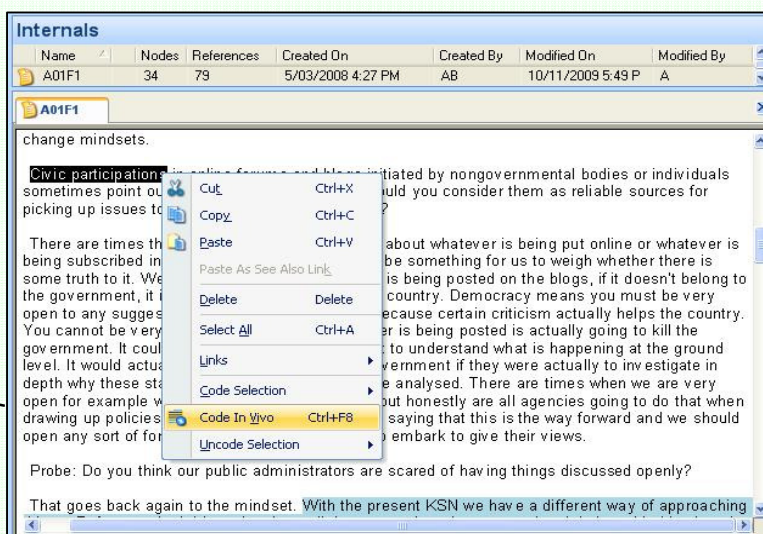 Internals
Name Nodes References Created On Created By Modified On Modified By
A01F1 34 79 5/03/2008 4:27 PM AB 10/11/2009 5:49 P A
A01F1
change mindsets.
Civic participations in online forums and blogs initiated by nongovernmental bodies or individuals
sometimes point ou uld you consider them as reliable sources for
picking up issues to ?
There are times th about whatever is being put online or whatever is
being subscribed in be something for us to weigh whether there is
some truth to it. We is being posted on the blogs, if it doesn't belong to
the government, it i country. Democracy means you must be very
open to any sugges ecause certain criticism actually helps the country.
You cannot be very er is being posted is actually going to kill the
government. It coul to understand what is happening at the ground
level. It would actua vernment if they were actually to investigate in
depth why these sta e analysed. There are times when we are very
open for example w but honestly are all agencies going to do that when
drawing up policies saying that this is the way forward and we should
open any sort of for o embark to give their views.
Cut Ctrl+X
Copy Ctrl+C
Paste Ctrl+V
Paste As See Also Link
Delete Delete
Select All Ctrl+A
Links
Code Selection
Code In Vivo Ctrl+F8
Uncode Selection
Probe: Do you think our public administrators are scared of having things discussed openly?
That goes back again to the mindset. With the present KSN we have a different way of approaching